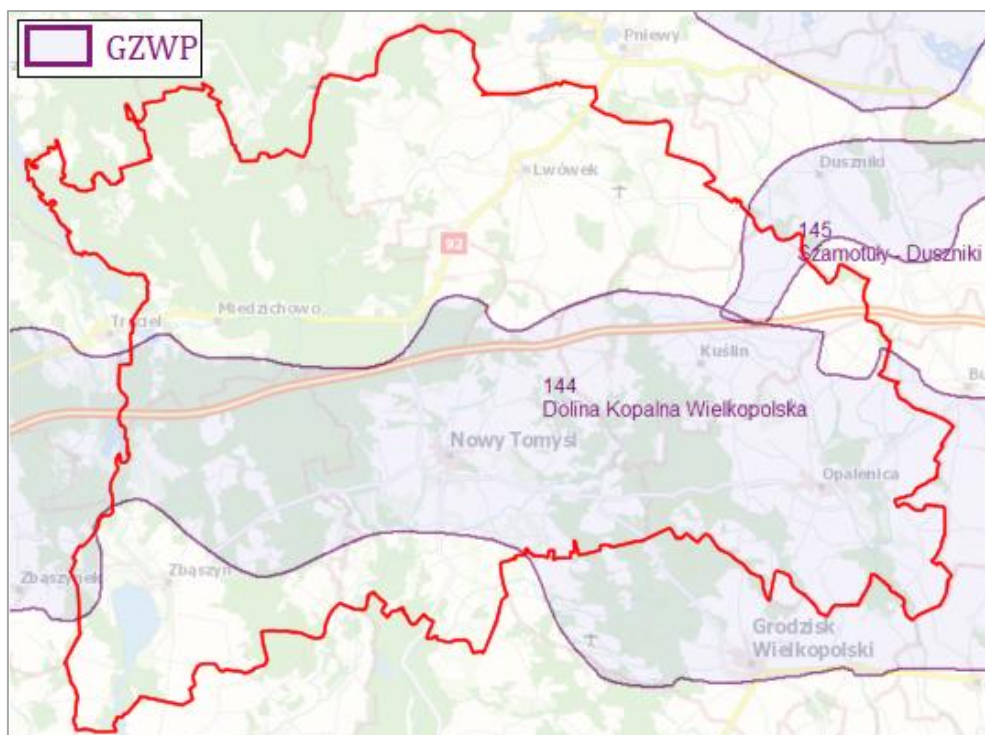 GZWP
Pniewy
Lwówek
Duszniki
145
Szamotuły - Duszniki
92
Miedzichowo
Kuślin
144
Dolina Kopalna Wielkopolska
Nowy Tomyśl
Opalenica
Zbąszynek
Zbąszyń
Grodzisk
Wielkopolski